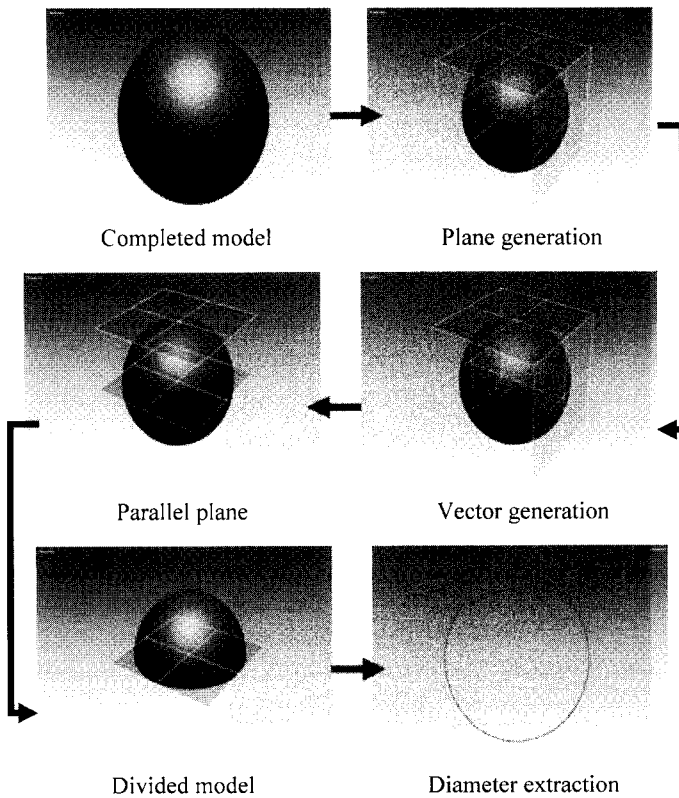 Completed model
Plane generation
Parallel plane
Vector generation
Divided model
Diameter extraction